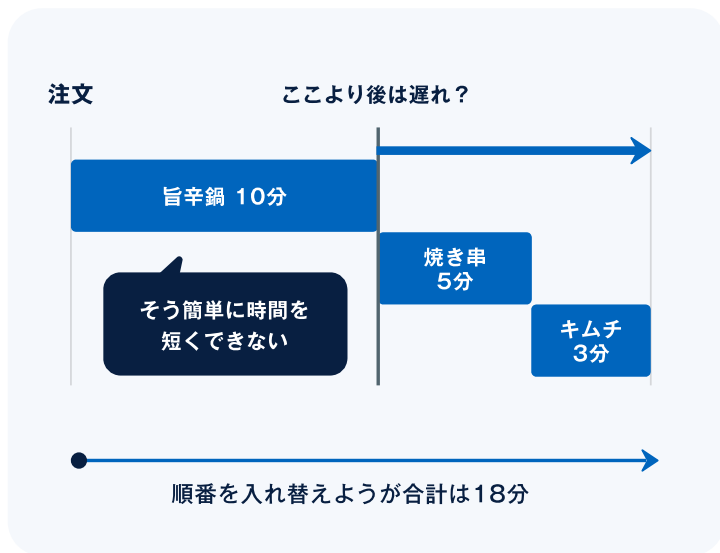 注文
ここより後は遅れ？
旨辛鍋 10分
焼き串
5分
そう簡単に時間を
短くできない
キムチ
3分
順番を入れ替えようが合計は18分